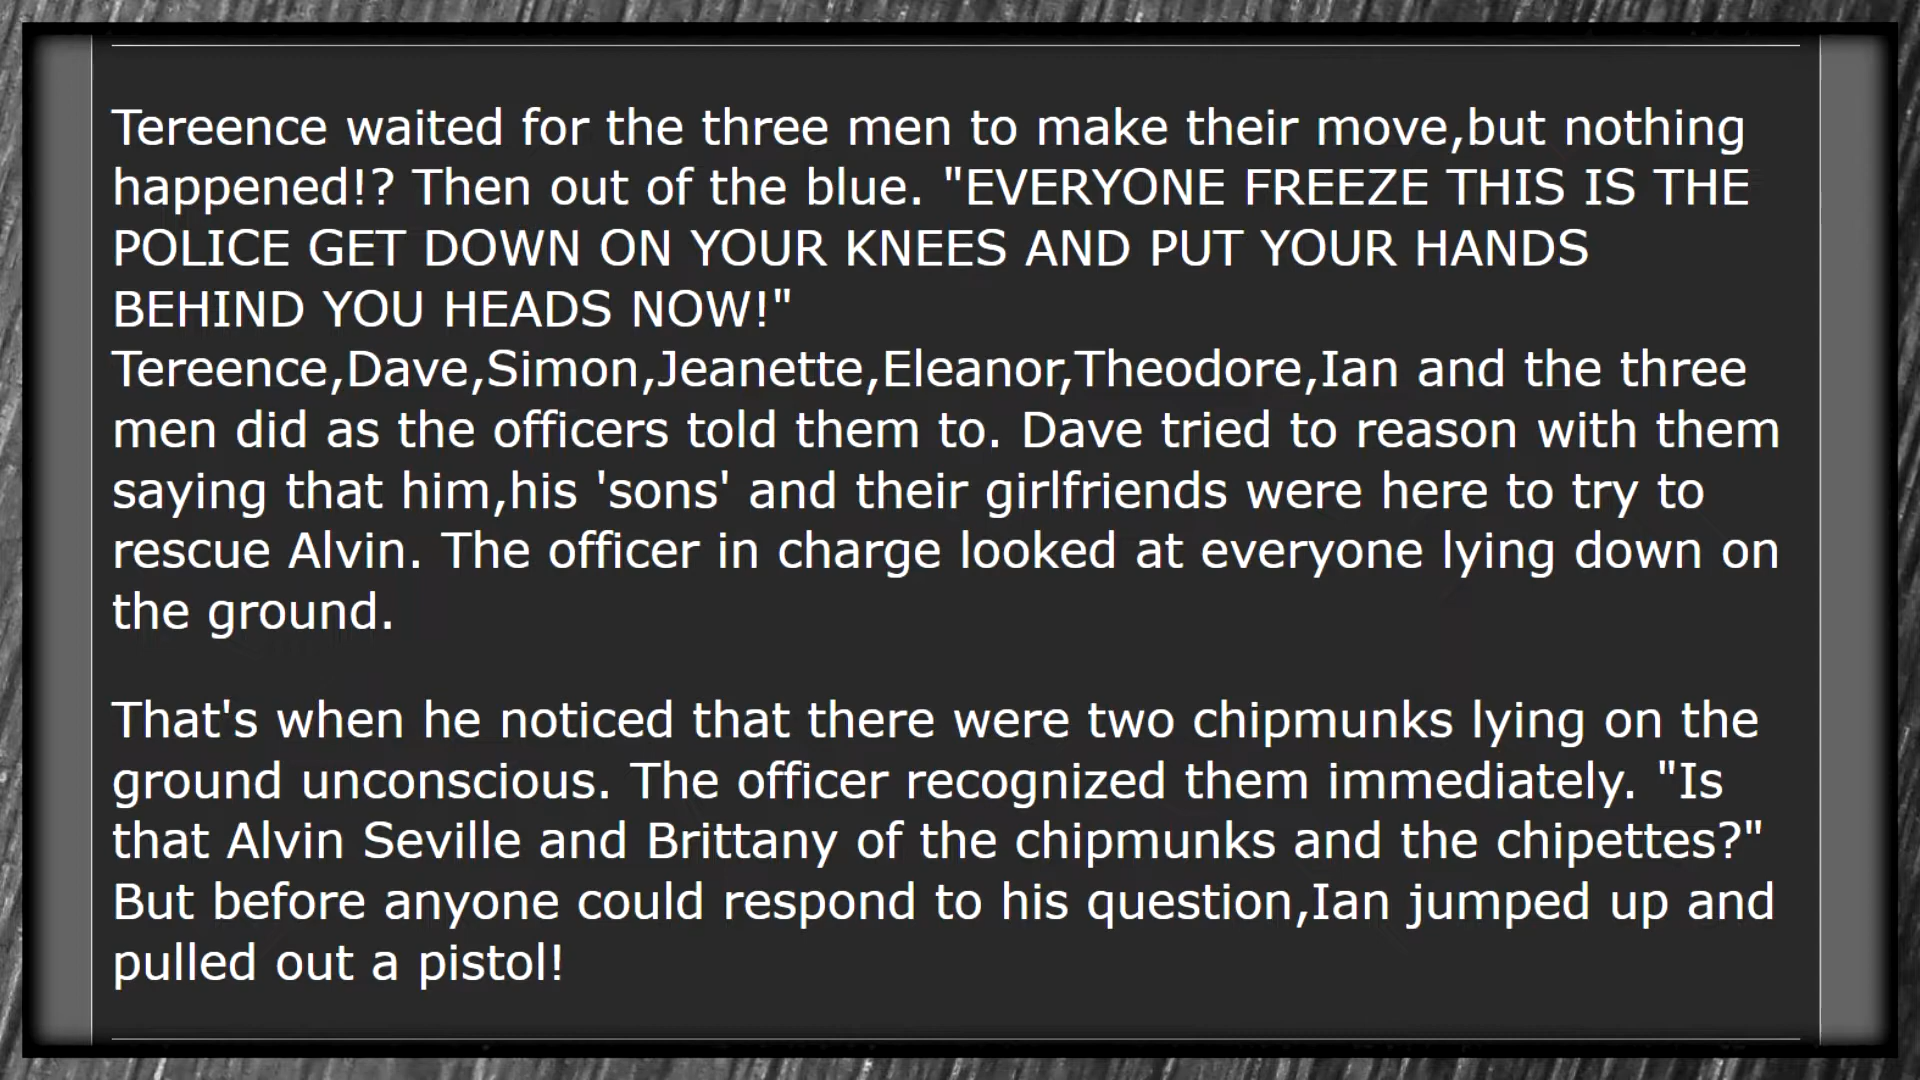 Tereence waited for the three men to make their move,but nothing
happened!? Then out of the blue. "EVERYONE FREEZE THIS IS THE
POLICE GET DOWN ON YOUR KNEES AND PUT YOUR HANDS
BEHIND YOU HEADS NOW!"
Tereence,Dave,Simon,Jeanette,Eleanor,Theodore,Ian and the three
men did as the officers told them to. Dave tried to reason with them
saying that him,his 'sons' and their girlfriends were here to try to
rescue Alvin. The officer in charge looked at everyone lying down on
the ground.
That's when he noticed that there were two chipmunks lying on the
ground unconscious. The officer recognized them immediately. "Is
that Alvin Seville and Brittany of the chipmunks and the chipettes?"
But before anyone could respond to his question,Ian jumped up and
pulled out a pistol!